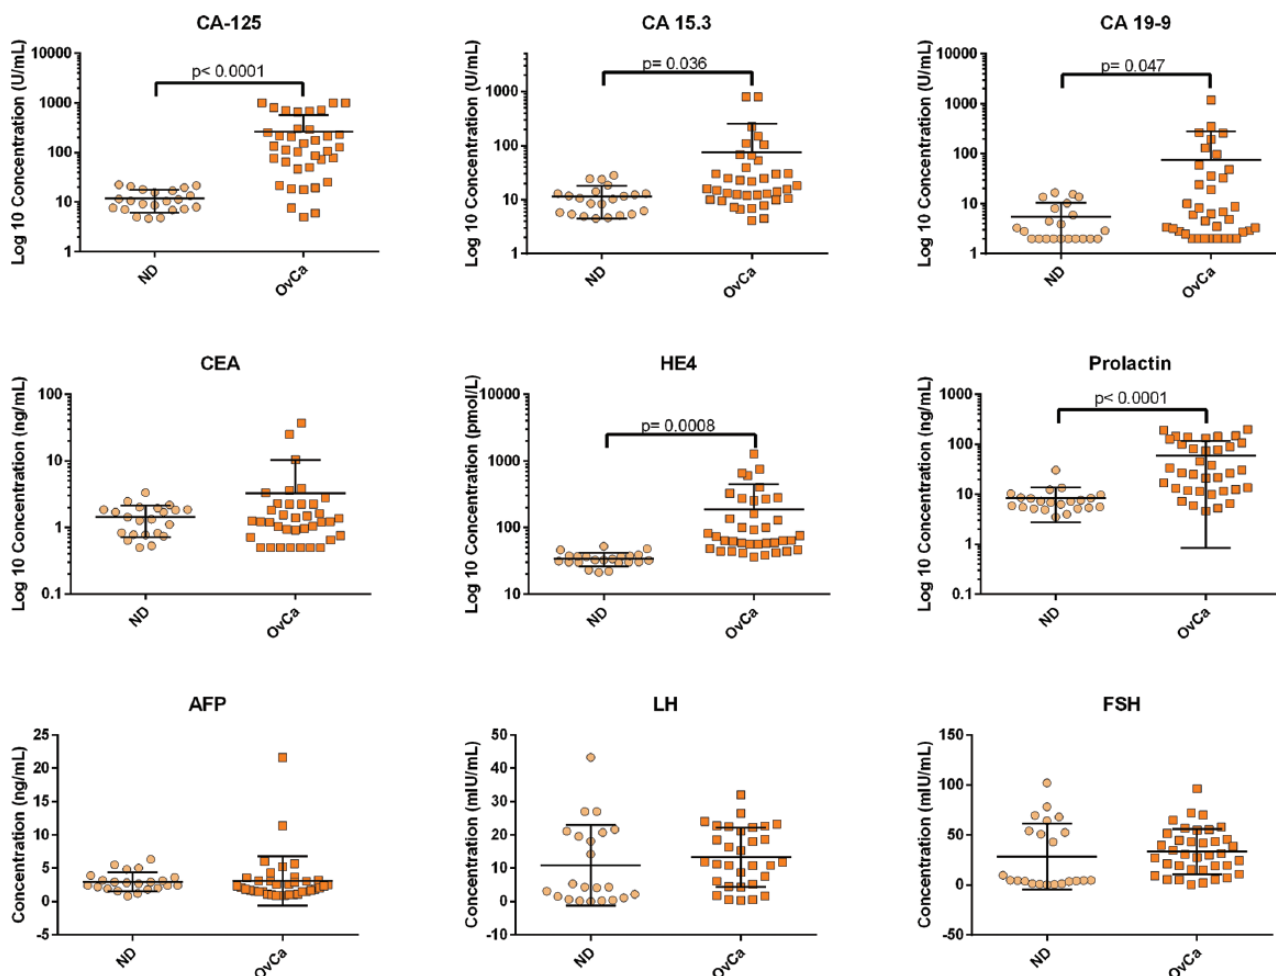 CA-125
Log 10 Concentration (U/mL)
10000
1000
100
10
1
p< 0.0001
ND
OvCa
CA 15.3
Log 10 Concentration (U/mL)
1000
100
10
1
p= 0.036
ND
OvCa
CA 19-9
Log 10 Concentration (U/mL)
10000
1000
100
10
1
p= 0.047
ND
OvCa
CEA
Log 10 Concentration (ng/mL)
100
10
1
0.1
ND
OvCa
HE4
Log 10 Concentration (pmol/L)
10000
1000
100
10
p= 0.0008
ND
OvCa
Prolactin
Log 10 Concentration (ng/mL)
1000
100
10
1
0.1
p< 0.0001
ND
OvCa
AFP
Concentration (ng/mL)
25
20
15
10
5
0
-5
ND
OvCa
LH
Concentration (mIU/mL)
50
40
30
20
10
0
-10
ND
OvCa
FSH
Concentration (mIU/mL)
150
100
50
0
-50
ND
OvCa